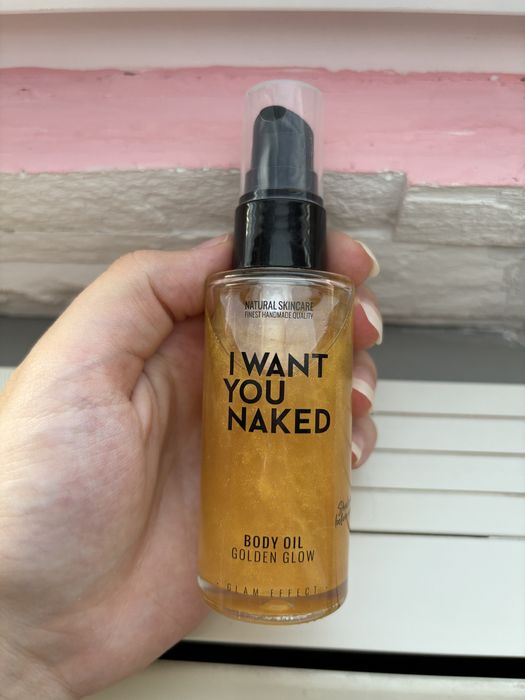 NATURAL SKINCARE
FINEST HANDMADE QUALITY
I WANT
YOU
NAKED
BODY OIL
GOLDEN GLOW
· GLAM EFFECT ·